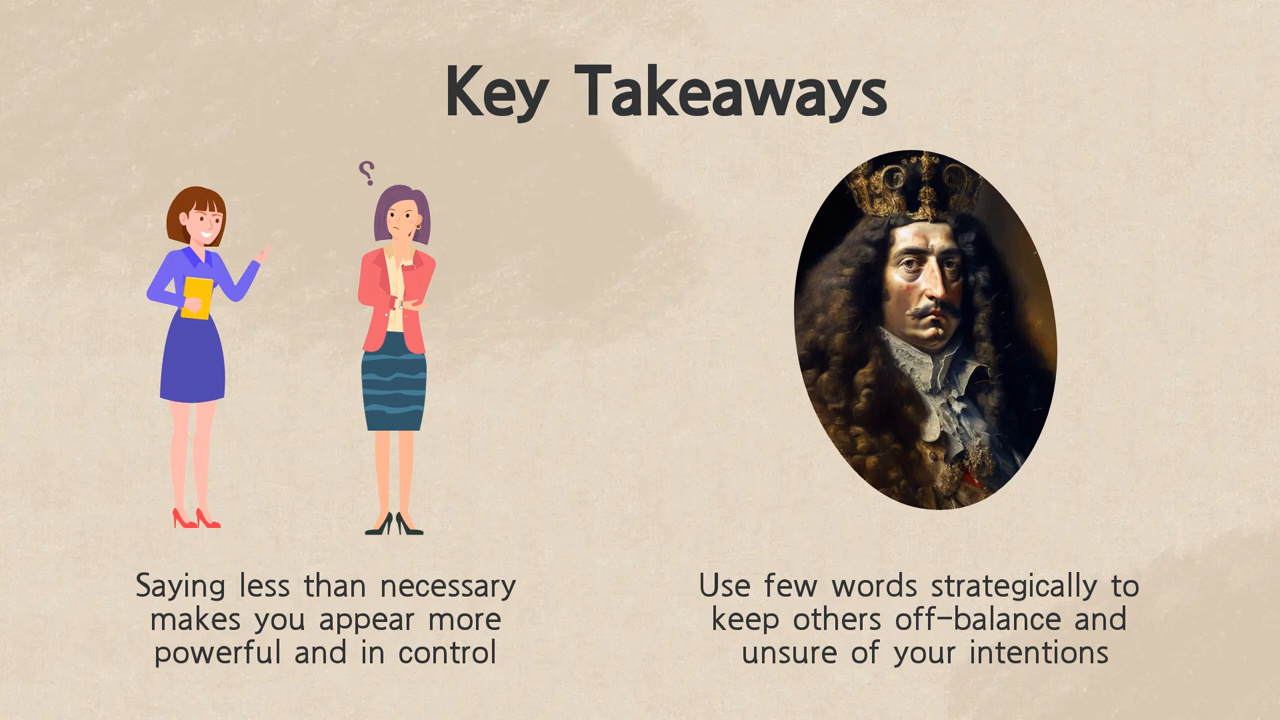 Key Takeaways
?
Saying less than necessary
makes you appear more
powerful and in control
Use few words strategically to
keep others off-balance and
unsure of your intentions